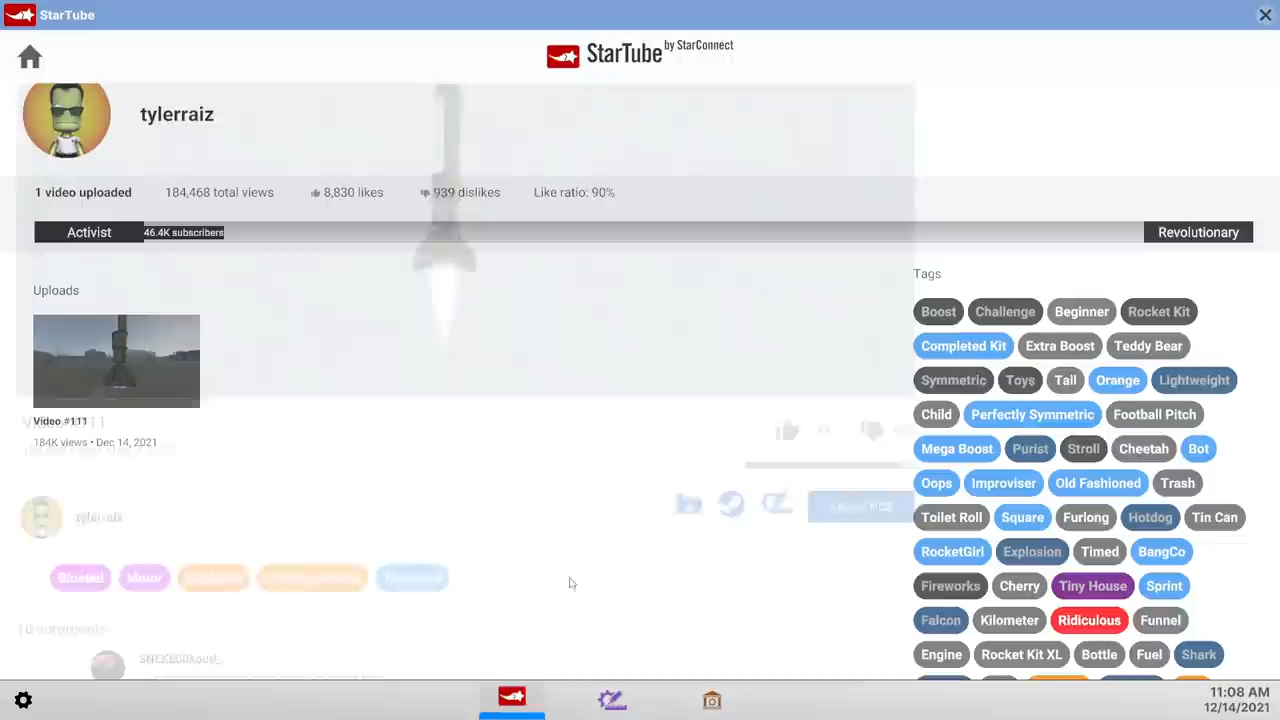 StarTube
StarTube by StarConnect
tylerraiz
1 video uploaded 184,468 total views 8,830 likes 939 dislikes Like ratio: 90%
Activist 46.4K subscribers Revolutionary
Uploads
Tags
Boost Challenge Beginner Rocket Kit
Completed Kit Extra Boost Teddy Bear
Symmetric Toys Tall Orange Lightweight
Child Perfectly Symmetric Football Pitch
Mega Boost Purist Stroll Cheetah Bot
Oops Improviser Old Fashioned Trash
Toilet Roll Square Furlong Hotdog Tin Can
RocketGirl Explosion Timed BangCo
Fireworks Cherry Tiny House Sprint
Falcon Kilometer Ridiculous Funnel
Engine Rocket Kit XL Bottle Fuel Shark
Video #111
184K views • Dec 14, 2021
tylerraiz
11:08 AM
12/14/2021